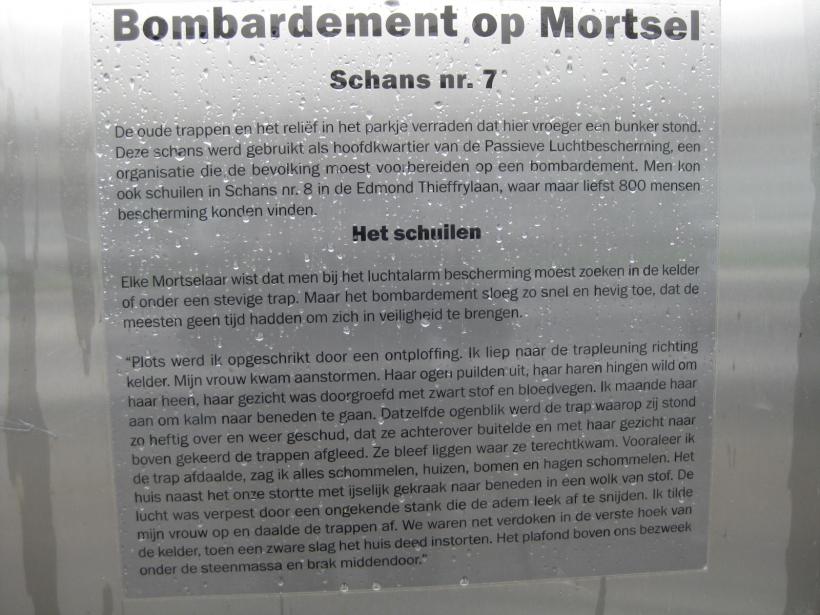 Bombardement op Mortsel
Schans nr. 7
De oude trappen en het reliëf in het parkje verraden dat hier vroeger een bunker stond.
Deze schans werd gebruikt als hoofdkwartier van de Passieve Luchtbescherming, een
organisatie die de bevolking moest voorbereiden op een bombardement. Men kon
ook schuilen in Schans nr. 8 in de Edmond Thieffrylaan, waar maar liefst 800 mensen
bescherming konden vinden.
Het schuilen
Elke Mortselaar wist dat men bij het luchtalarm bescherming moest zoeken in de kelder
of onder een stevige trap. Maar het bombardement sloeg zo snel en hevig toe, dat de
meesten geen tijd hadden om zich in veiligheid te brengen.
“Plots werd ik opgeschrikt door een ontploffing. Ik liep naar de trapleuning richting
kelder. Mijn vrouw kwam aanstormen. Haar ogen puilden uit, haar haren hingen wild om
haar heen, haar gezicht was doorgroefd met zwart stof en bloedvegen. Ik maande haar
aan om kalm naar beneden te gaan. Datzelfde ogenblik werd de trap waarop zij stond
zo heftig over en weer geschud, dat ze achterover buitelde en met haar gezicht naar
boven gekeerd de trappen afgleed. Ze bleef liggen waar ze terechtkwam. Vooraleer ik
de trap afdaalde, zag ik alles schommelen, huizen, bomen en hagen schommelen. Het
huis naast het onze stortte met ijselijk gekraak naar beneden in een wolk van stof. De
lucht was verpest door een ongekende stank die de adem leek af te snijden. Ik tilde
mijn vrouw op en daalde de trappen af. We waren net verdoken in de verste hoek van
de kelder, toen een zware slag het huis deed instorten. Het plafond boven ons bezweek
onder de steenmassa en brak middendoor.”